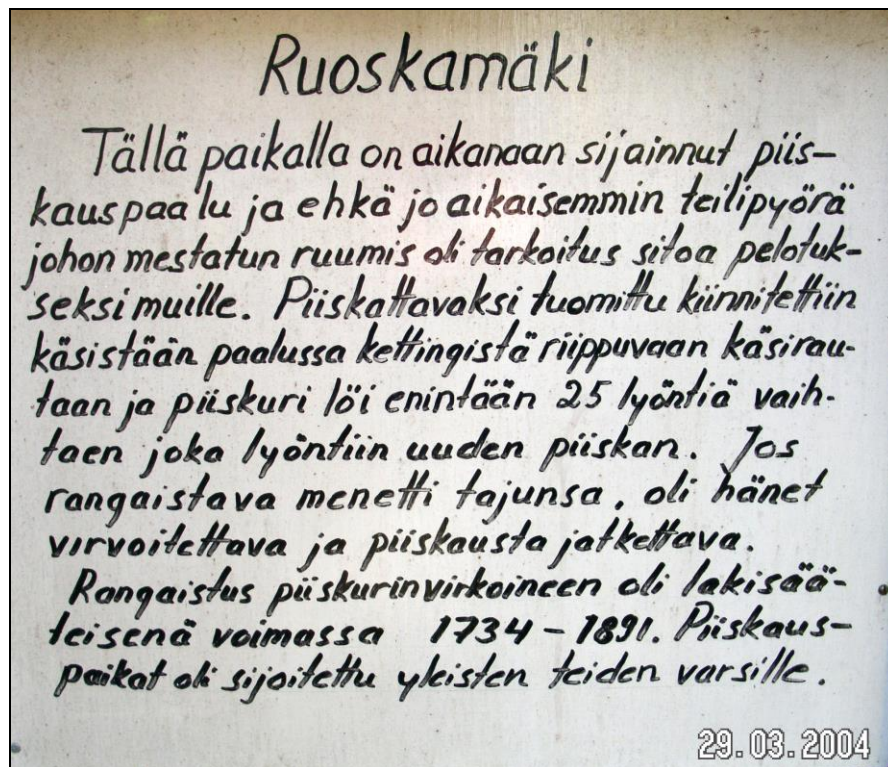 Ruoskamäki
Tällä paikalla on aikanaan sijainnut piis-
kauspaalu ja ehkä jo aikaisemmin teilipyörä
johon mestatun ruumis oli tarkoitus sitoa pelotuk-
seksi muille. Piiskattavaksi tuomittu kiinnitettiin
käsistään paalussa kettingistä riippuvaan käsirau-
taan ja piiskuri löi enintään 25 lyöntiä vaih-
taen joka lyöntiin uuden piiskan. Jos
rangaistava menetti tajunsa, oli hänet
virvoitettava ja piiskausta jatkettava.
Rangaistus piiskurinvirkoineen oli lakisää-
teisenä voimassa 1734 - 1891. Piiskaus-
paikat oli sijoitettu yleisten teiden varsille.
29.03.2004